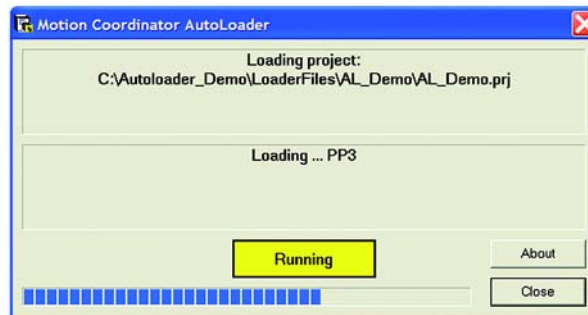 Motion Coordinator AutoLoader
Loading project:
C:\Autoloader_Demo\LoaderFiles\AL_Demo\AL_Demo.prj
Loading ... PP3
Running
About
Close